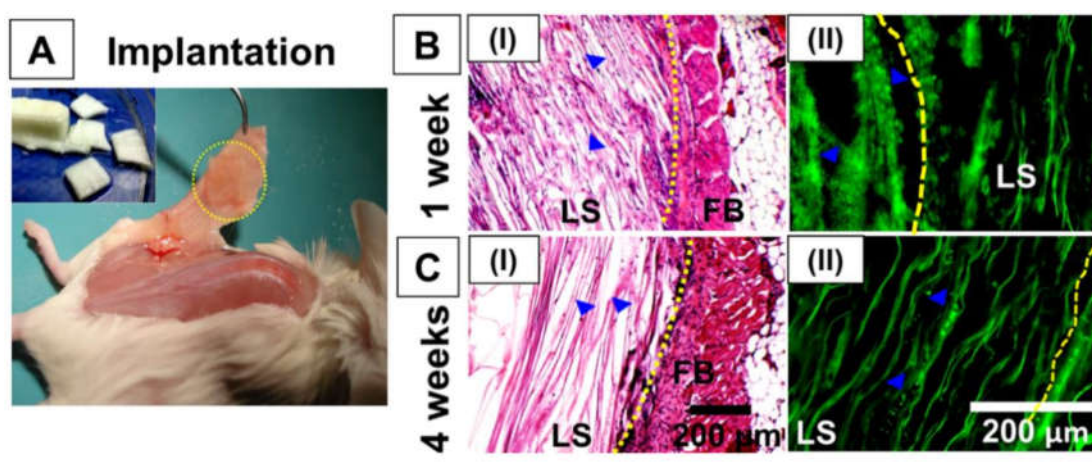 A
Implantation
B
1 week
(I)
LS
FB
(II)
LS
C
4 weeks
(I)
LS
FB
200 μm
(II)
LS
200 μm